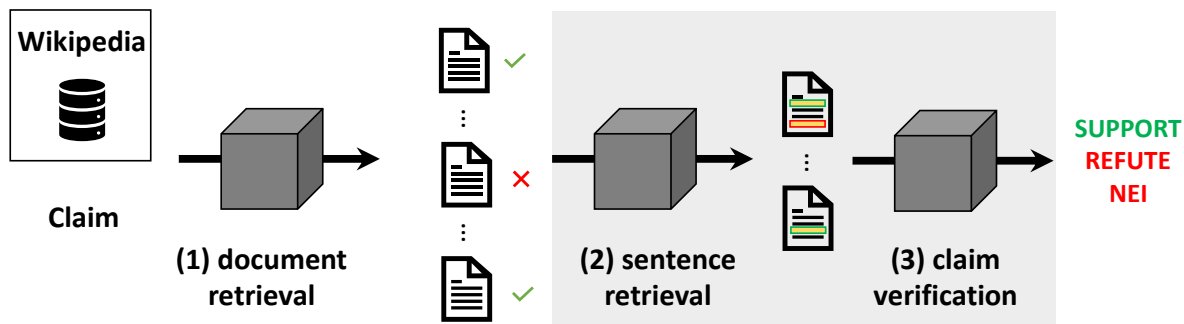 Wikipedia
Claim
(1) document
retrieval
(2) sentence
retrieval
(3) claim
verification
SUPPORT
REFUTE
NEI